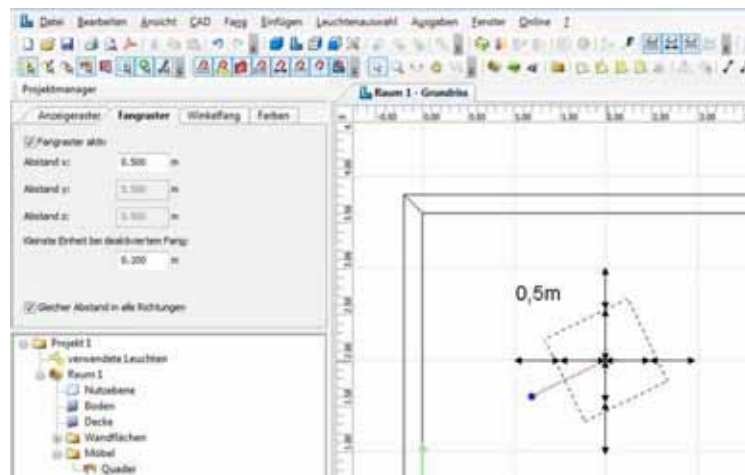 Datei Bearbeiten Ansicht CAD Fang Einfügen Leuchtenauswahl Ausgaben Fenster Online ?
Projektmanager
Anzeigeraster Fangraster Winkelfang Farben
Fangraster aktiv
Abstand x: 0.500 m
Abstand y: 0.500 m
Abstand z: 0.500 m
Kleinste Einheit bei deaktiviertem Fang:
0.200 m
Gleicher Abstand in alle Richtungen
Projekt 1
verwendete Leuchten
Raum 1
Nutzebene
Boden
Decke
Wandflächen
Möbel
Quader
Raum 1 - Grundriss
0,5m